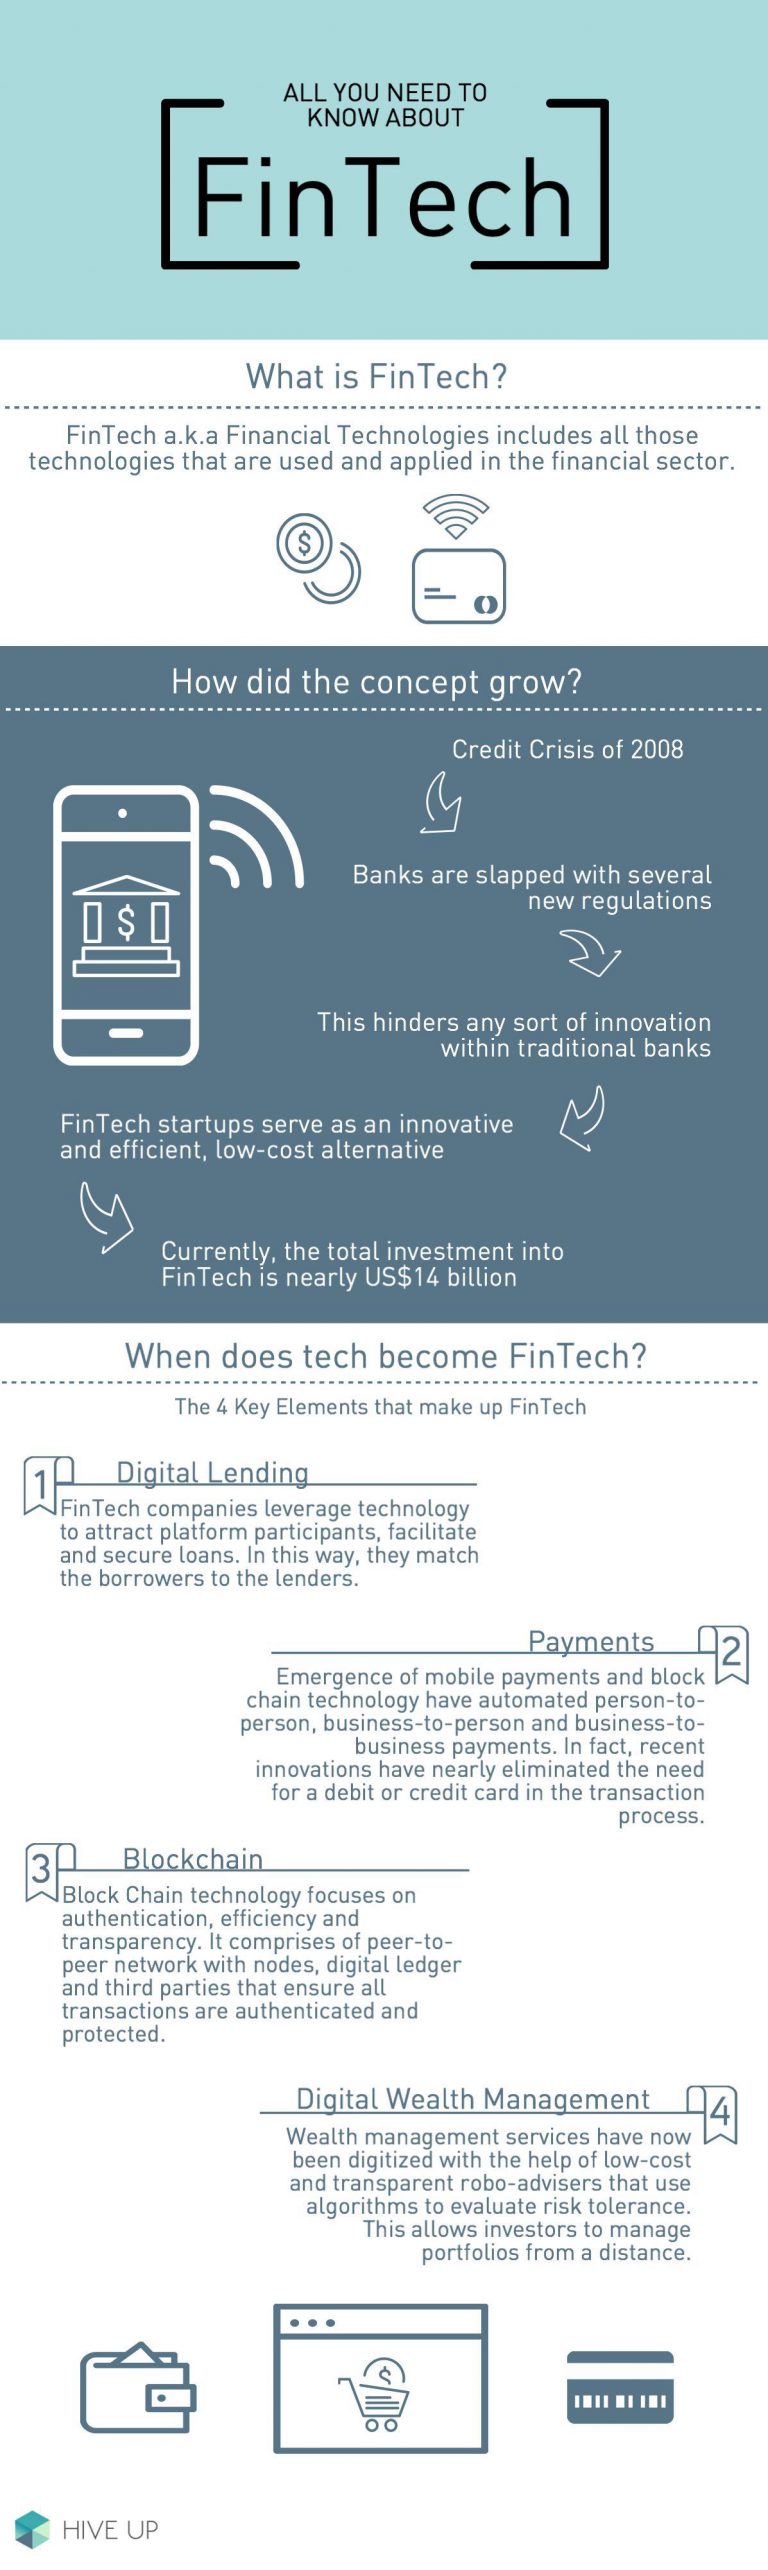 ALL YOU NEED TO
KNOW ABOUT
FinTech
What is FinTech?
FinTech a.k.a Financial Technologies includes all those
technologies that are used and applied in the financial sector.
$
How did the concept grow?
Credit Crisis of 2008
$
Banks are slapped with several
new regulations
This hinders any sort of innovation
within traditional banks
FinTech startups serve as an innovative
and efficient, low-cost alternative
Currently, the total investment into
FinTech is nearly US$14 billion
When does tech become FinTech?
The 4 Key Elements that make up FinTech
1
Digital Lending
FinTech companies leverage technology
to attract platform participants, facilitate
and secure loans. In this way, they match
the borrowers to the lenders.
Payments
2
Emergence of mobile payments and block
chain technology have automated person-to-
person, business-to-person and business-to-
business payments. In fact, recent
innovations have nearly eliminated the need
for a debit or credit card in the transaction
process.
3
Blockchain
Block Chain technology focuses on
authentication, efficiency and
transparency. It comprises of peer-to-
peer network with nodes, digital ledger
and third parties that ensure all
transactions are authenticated and
protected.
Digital Wealth Management
4
Wealth management services have now
been digitized with the help of low-cost
and transparent robo-advisers that use
algorithms to evaluate risk tolerance.
This allows investors to manage
portfolios from a distance.
$
HIVE UP